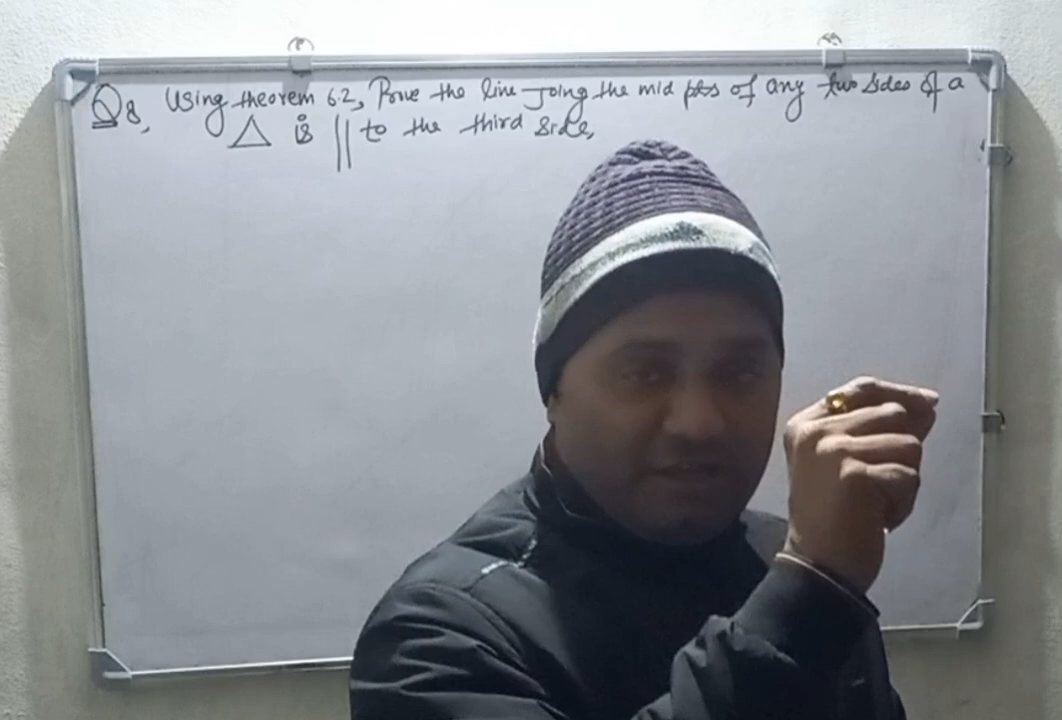 Q8, Using theorem 6.2, Prove the line joing the mid pts of any two sides of a
△ is || to the third side,